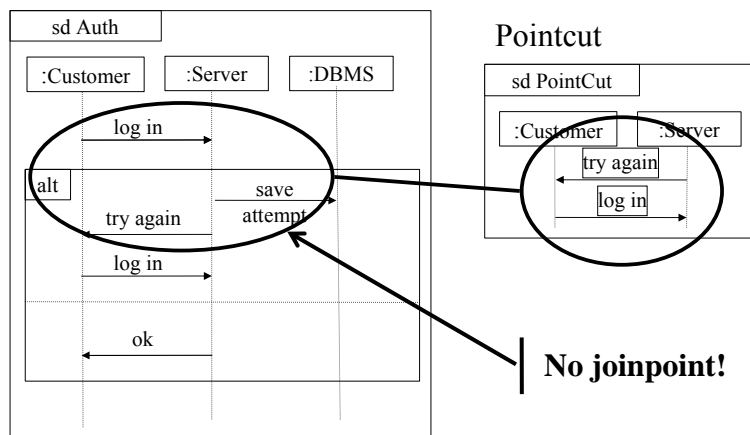 sd Auth
:Customer
:Server
:DBMS
log in
alt
save
attempt
try again
log in
ok
Pointcut
sd PointCut
:Customer
:Server
try again
log in
No joinpoint!